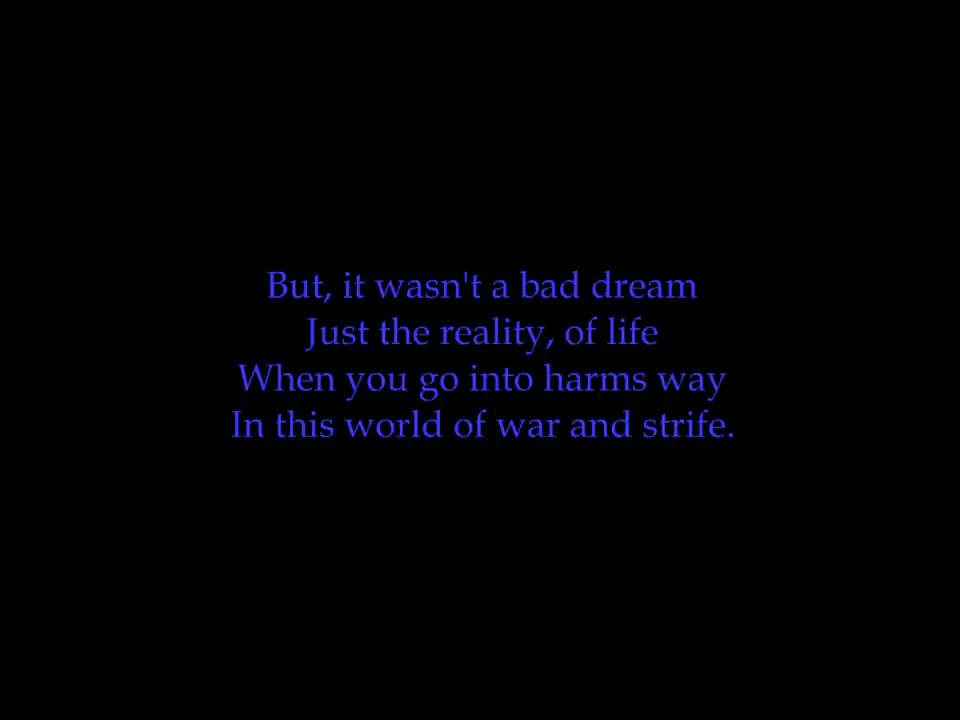 But, it wasn't a bad dream
Just the reality, of life
When you go into harms way
In this world of war and strife.